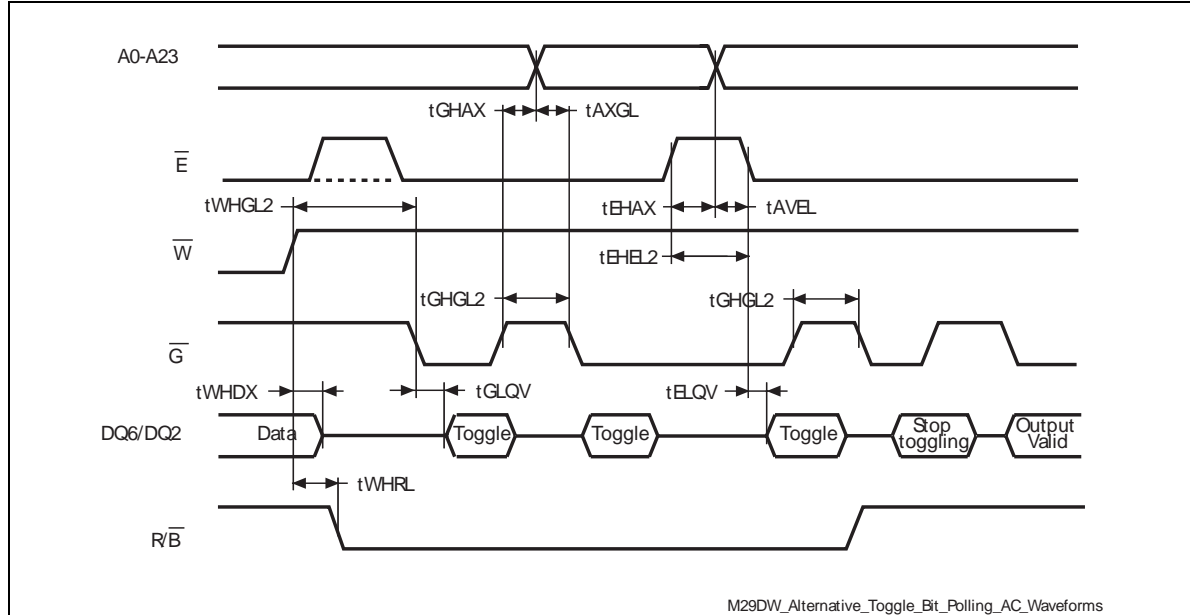 A0-A23
tGHAX
tAXGL
E̅
tWHGL2
tEHAX
tAVEL
W̅
tEHEL2
tGHGL2
tGHGL2
G̅
tWHDX
tGLQV
tELQV
DQ6/DQ2
Data
Toggle
Toggle
Toggle
Stop
toggling
Output
Valid
tWHRL
R/B̅
M29DW_Alternative_Toggle_Bit_Polling_AC_Waveforms